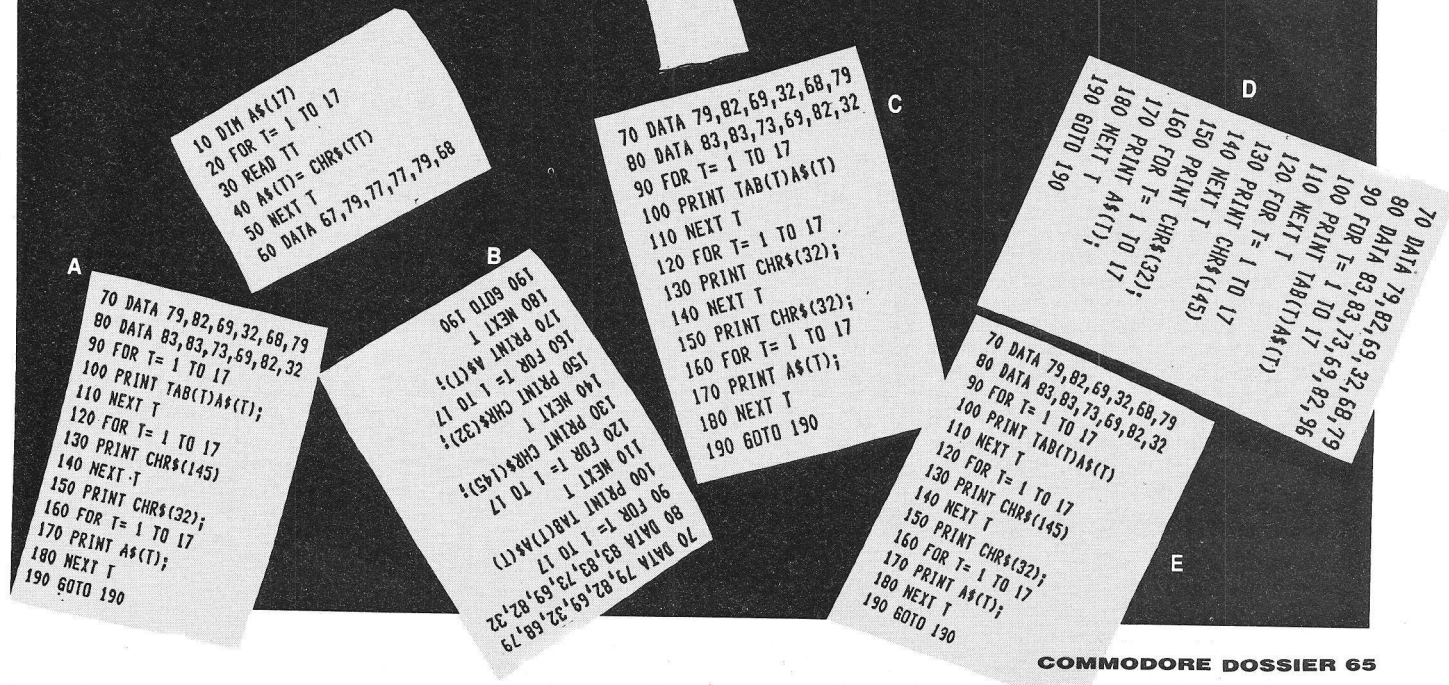 10 DIM A$(17)
20 FOR T= 1 TO 17
30 READ TT
40 A$(T)= CHR$(TT)
50 NEXT T
60 DATA 67,79,77,77,79,68
A
70 DATA 79,82,69,32,68,79
80 DATA 83,83,73,69,82,32
90 FOR T= 1 TO 17
100 PRINT TAB(T)A$(T);
110 NEXT T
120 FOR T= 1 TO 17
130 PRINT CHR$(145)
140 NEXT T
150 PRINT CHR$(32);
160 FOR T= 1 TO 17
170 PRINT A$(T);
180 NEXT T
190 GOTO 190
B
70 DATA 79,82,69,32,68,79
80 DATA 83,83,73,69,82,32
90 FOR T= 1 TO 17
100 PRINT TAB(T)A$(T)
110 NEXT T
120 FOR T= 1 TO 17
130 PRINT CHR$(145);
140 NEXT T
150 PRINT CHR$(32);
160 FOR T= 1 TO 17
170 PRINT A$(T);
180 NEXT T
190 GOTO 190
C
70 DATA 79,82,69,32,68,79
80 DATA 83,83,73,69,82,32
90 FOR T= 1 TO 17
100 PRINT TAB(T)A$(T)
110 NEXT T
120 FOR T= 1 TO 17
130 PRINT CHR$(32);
140 NEXT T
150 PRINT CHR$(32);
160 FOR T= 1 TO 17
170 PRINT A$(T);
180 NEXT T
190 GOTO 190
D
70 DATA 79,82,69,32,68,79
80 DATA 83,83,73,69,82,96
90 FOR T= 1 TO 17
100 PRINT TAB(T)A$(T)
110 NEXT T
120 FOR T= 1 TO 17
130 PRINT CHR$(145)
140 NEXT T
150 PRINT CHR$(32);
160 FOR T= 1 TO 17
170 PRINT A$(T);
180 NEXT T
190 GOTO 190
E
70 DATA 79,82,69,32,68,79
80 DATA 83,83,73,69,82,32
90 FOR T= 1 TO 17
100 PRINT TAB(T)A$(T)
110 NEXT T
120 FOR T= 1 TO 17
130 PRINT CHR$(145)
140 NEXT T
150 PRINT CHR$(32);
160 FOR T= 1 TO 17
170 PRINT A$(T);
180 NEXT T
190 GOTO 190
COMMODORE DOSSIER 65